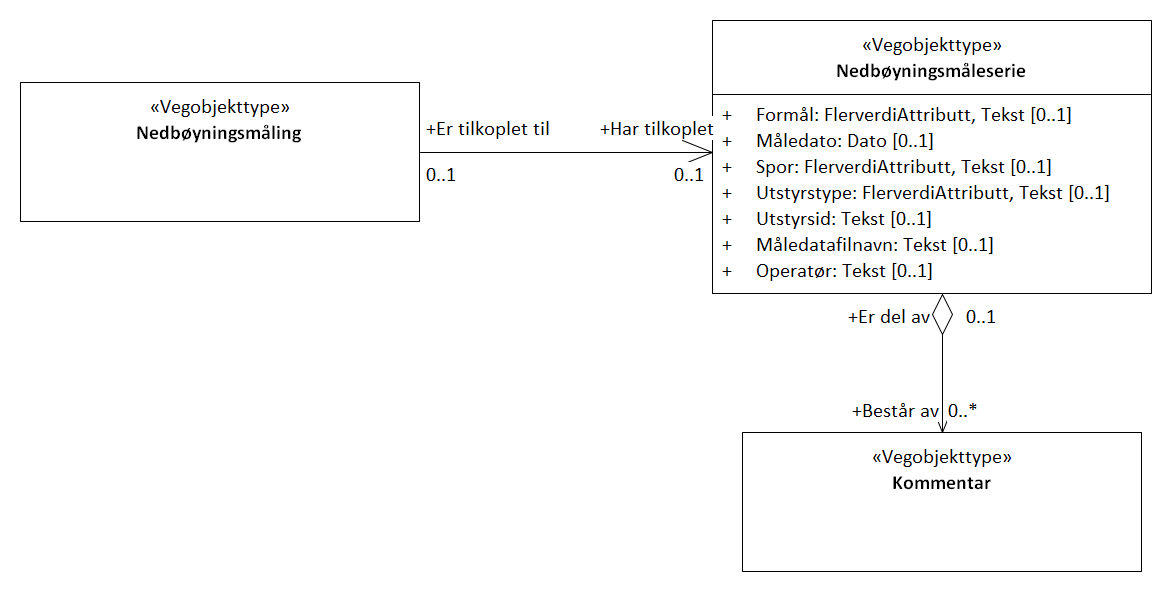 «Vegobjekttype»
Nedbøyningsmåling
+Er tilkoplet til
0..1
+Har tilkoplet
0..1
«Vegobjekttype»
Nedbøyningsmåleserie
+ Formål: FlerverdiAttributt, Tekst [0..1]
+ Måledato: Dato [0..1]
+ Spor: FlerverdiAttributt, Tekst [0..1]
+ Utstyrstype: FlerverdiAttributt, Tekst [0..1]
+ Utstyrsid: Tekst [0..1]
+ Måledatafilnavn: Tekst [0..1]
+ Operatør: Tekst [0..1]
+Er del av 0..1
+Består av 0..*
«Vegobjekttype»
Kommentar